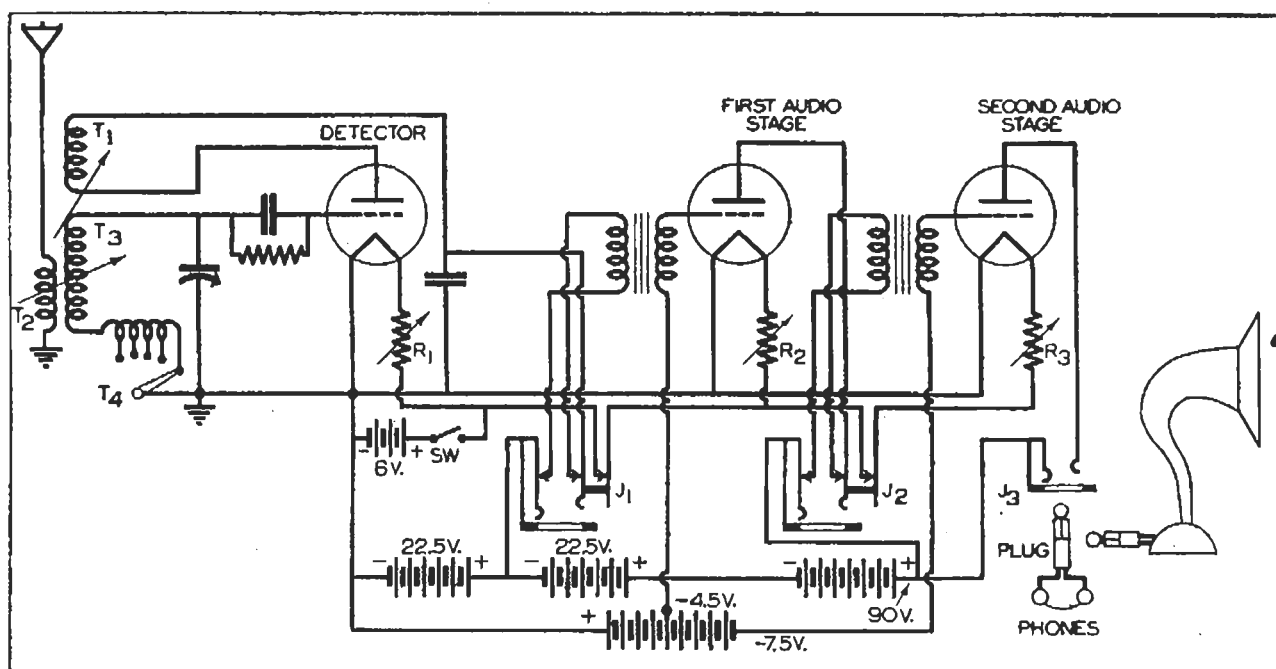 FIRST AUDIO
STAGE
SECOND AUDIO
STAGE
DETECTOR
T1
T3
T2
T4
R1
R2
R3
- 6V. +
SW
J1
J2
J3
- 22.5V. +
- 22.5V. +
- +
90V.
PLUG
PHONES
+ -4.5V.
-7.5V.